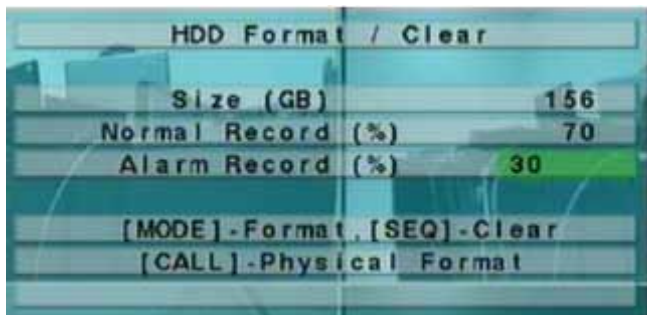 HDD Format / Clear
Size (GB) 156
Normal Record (%) 70
Alarm Record (%) 30
[MODE]-Format,[SEQ]-Clear
[CALL]-Physical Format